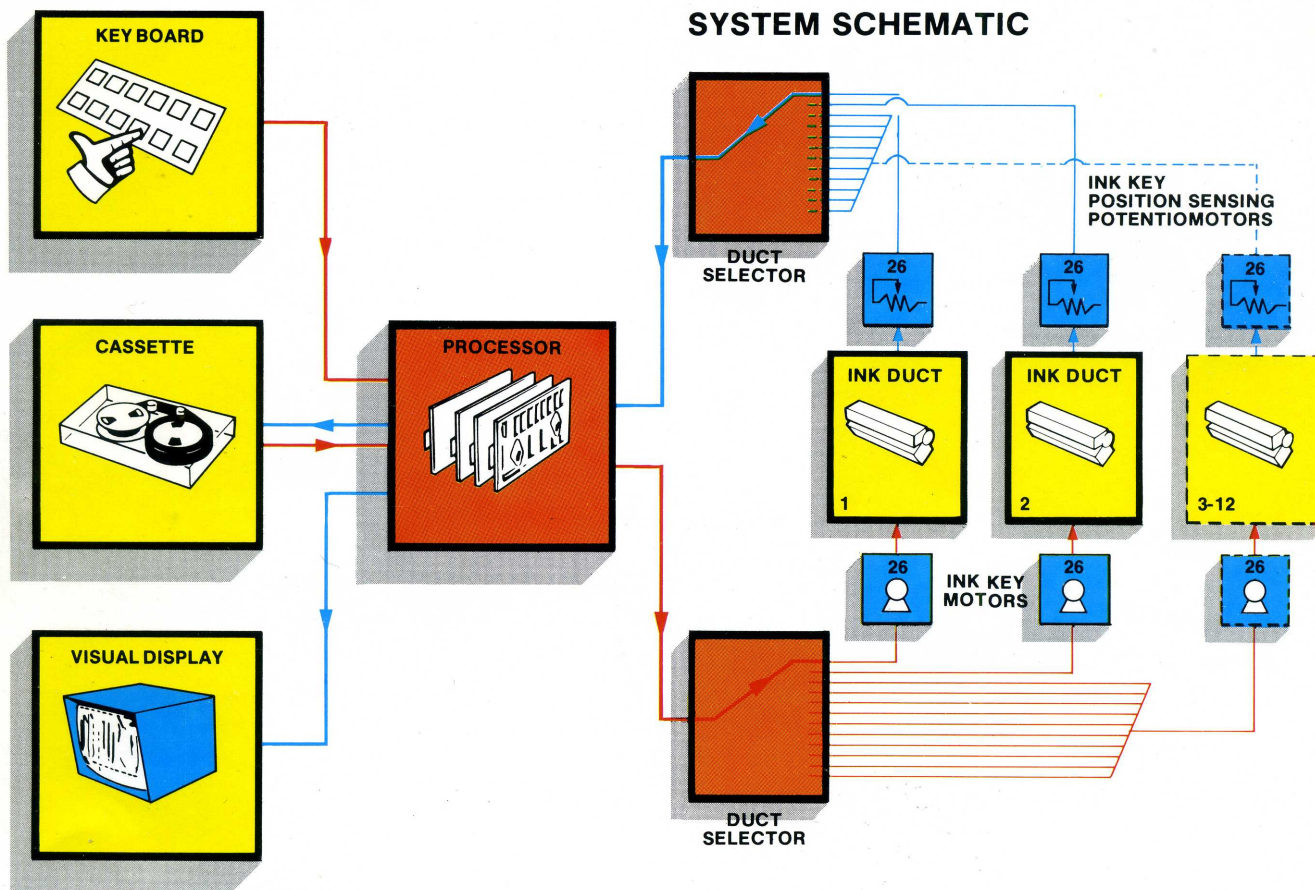 SYSTEM SCHEMATIC
KEY BOARD
CASSETTE
VISUAL DISPLAY
PROCESSOR
DUCT
SELECTOR
INK KEY
POSITION SENSING
POTENTIOMOTORS
26
26
26
INK DUCT
1
INK DUCT
2
3-12
26
INK KEY
MOTORS
26
26
DUCT
SELECTOR